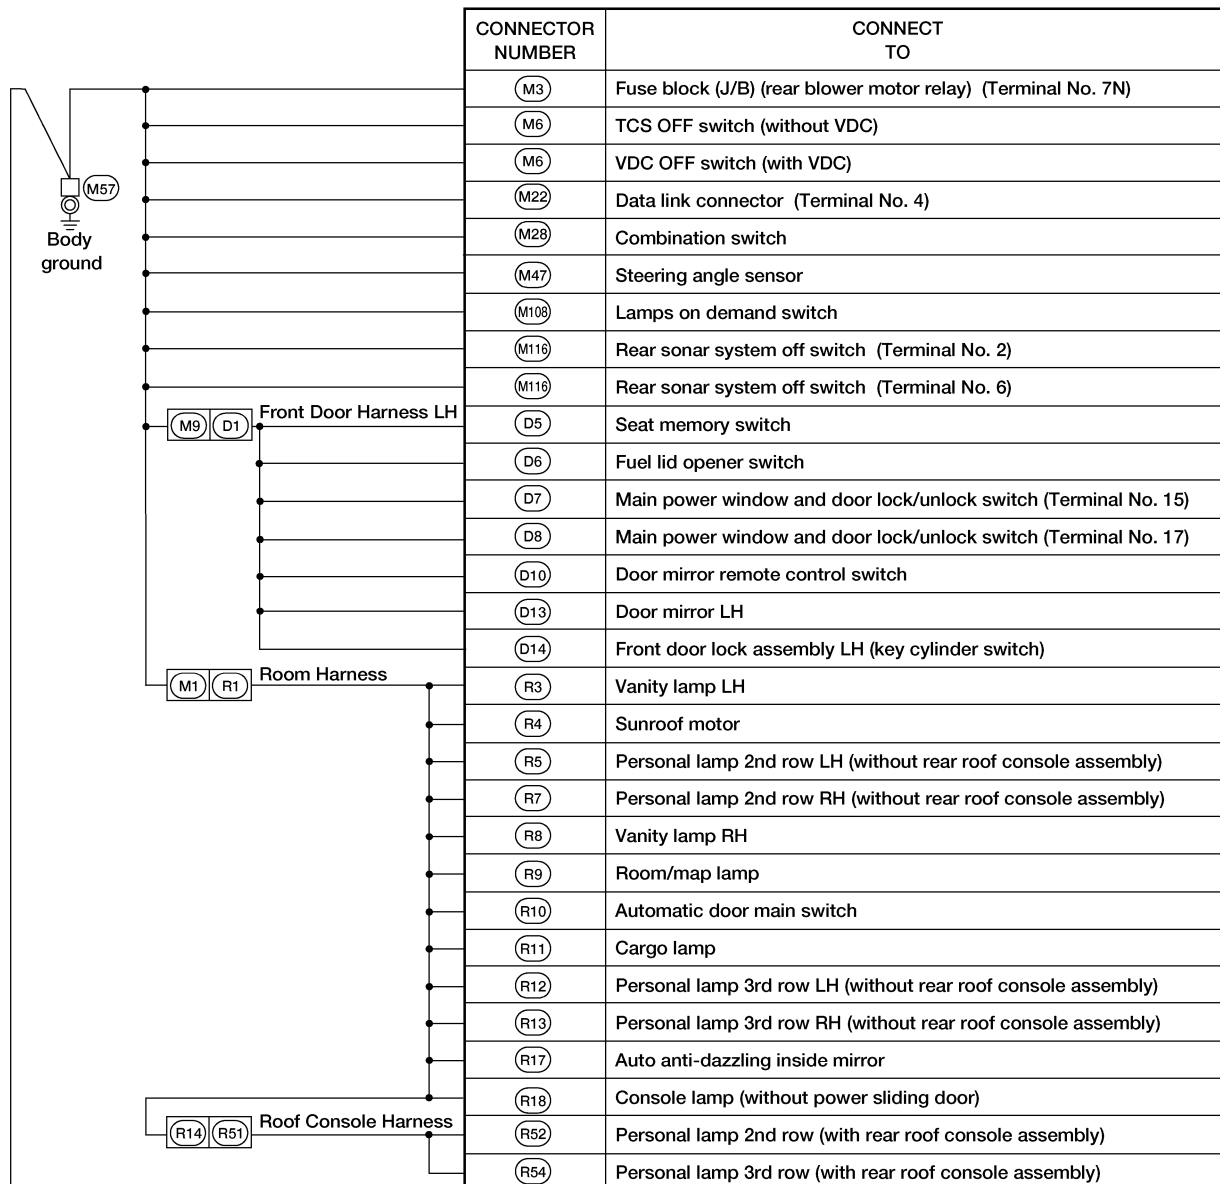 CONNECTOR NUMBER CONNECT TO
M3 Fuse block (J/B) (rear blower motor relay) (Terminal No. 7N)
M6 TCS OFF switch (without VDC)
M6 VDC OFF switch (with VDC)
M57
M22 Data link connector (Terminal No. 4)
Body ground
M28 Combination switch
M47 Steering angle sensor
M108 Lamps on demand switch
M116 Rear sonar system off switch (Terminal No. 2)
M116 Rear sonar system off switch (Terminal No. 6)
M9 D1 Front Door Harness LH D5 Seat memory switch
D6 Fuel lid opener switch
D7 Main power window and door lock/unlock switch (Terminal No. 15)
D8 Main power window and door lock/unlock switch (Terminal No. 17)
D10 Door mirror remote control switch
D13 Door mirror LH
D14 Front door lock assembly LH (key cylinder switch)
M1 R1 Room Harness R3 Vanity lamp LH
R4 Sunroof motor
R5 Personal lamp 2nd row LH (without rear roof console assembly)
R7 Personal lamp 2nd row RH (without rear roof console assembly)
R8 Vanity lamp RH
R9 Room/map lamp
R10 Automatic door main switch
R11 Cargo lamp
R12 Personal lamp 3rd row LH (without rear roof console assembly)
R13 Personal lamp 3rd row RH (without rear roof console assembly)
R17 Auto anti-dazzling inside mirror
R18 Console lamp (without power sliding door)
R14 R51 Roof Console Harness R52 Personal lamp 2nd row (with rear roof console assembly)
R54 Personal lamp 3rd row (with rear roof console assembly)